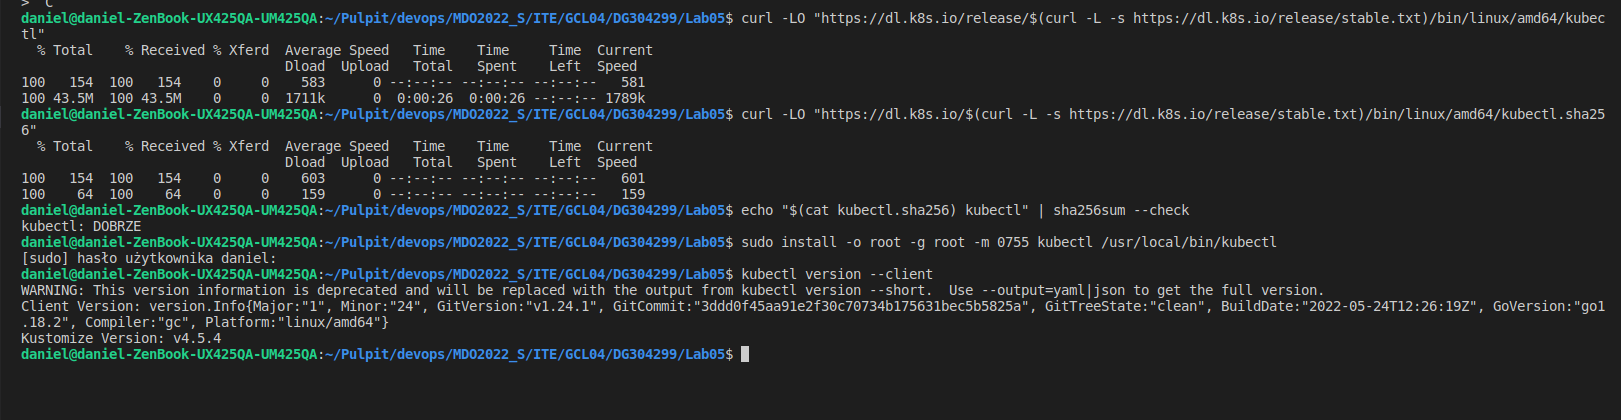 > ^C
daniel@daniel-ZenBook-UX425QA-UM425QA:~/Pulpit/devops/MDO2022_S/ITE/GCL04/DG304299/Lab05$ curl -LO "https://dl.k8s.io/release/$(curl -L -s https://dl.k8s.io/release/stable.txt)/bin/linux/amd64/kubec
tl"
  % Total    % Received % Xferd  Average Speed   Time    Time     Time  Current
                                 Dload  Upload   Total   Spent    Left  Speed
100   154  100   154    0     0    583      0 --:--:-- --:--:-- --:--:--   581
100 43.5M  100 43.5M    0     0  1711k      0  0:00:26  0:00:26 --:--:-- 1789k
daniel@daniel-ZenBook-UX425QA-UM425QA:~/Pulpit/devops/MDO2022_S/ITE/GCL04/DG304299/Lab05$ curl -LO "https://dl.k8s.io/$(curl -L -s https://dl.k8s.io/release/stable.txt)/bin/linux/amd64/kubectl.sha25
6"
  % Total    % Received % Xferd  Average Speed   Time    Time     Time  Current
                                 Dload  Upload   Total   Spent    Left  Speed
100   154  100   154    0     0    603      0 --:--:-- --:--:-- --:--:--   601
100    64  100    64    0     0    159      0 --:--:-- --:--:-- --:--:--   159
daniel@daniel-ZenBook-UX425QA-UM425QA:~/Pulpit/devops/MDO2022_S/ITE/GCL04/DG304299/Lab05$ echo "$(cat kubectl.sha256) kubectl" | sha256sum --check
kubectl: DOBRZE
daniel@daniel-ZenBook-UX425QA-UM425QA:~/Pulpit/devops/MDO2022_S/ITE/GCL04/DG304299/Lab05$ sudo install -o root -g root -m 0755 kubectl /usr/local/bin/kubectl
[sudo] hasło użytkownika daniel:
daniel@daniel-ZenBook-UX425QA-UM425QA:~/Pulpit/devops/MDO2022_S/ITE/GCL04/DG304299/Lab05$ kubectl version --client
WARNING: This version information is deprecated and will be replaced with the output from kubectl version --short.  Use --output=yaml|json to get the full version.
Client Version: version.Info{Major:"1", Minor:"24", GitVersion:"v1.24.1", GitCommit:"3ddd0f45aa91e2f30c70734b175631bec5b5825a", GitTreeState:"clean", BuildDate:"2022-05-24T12:26:19Z", GoVersion:"go1
.18.2", Compiler:"gc", Platform:"linux/amd64"}
Kustomize Version: v4.5.4
daniel@daniel-ZenBook-UX425QA-UM425QA:~/Pulpit/devops/MDO2022_S/ITE/GCL04/DG304299/Lab05$